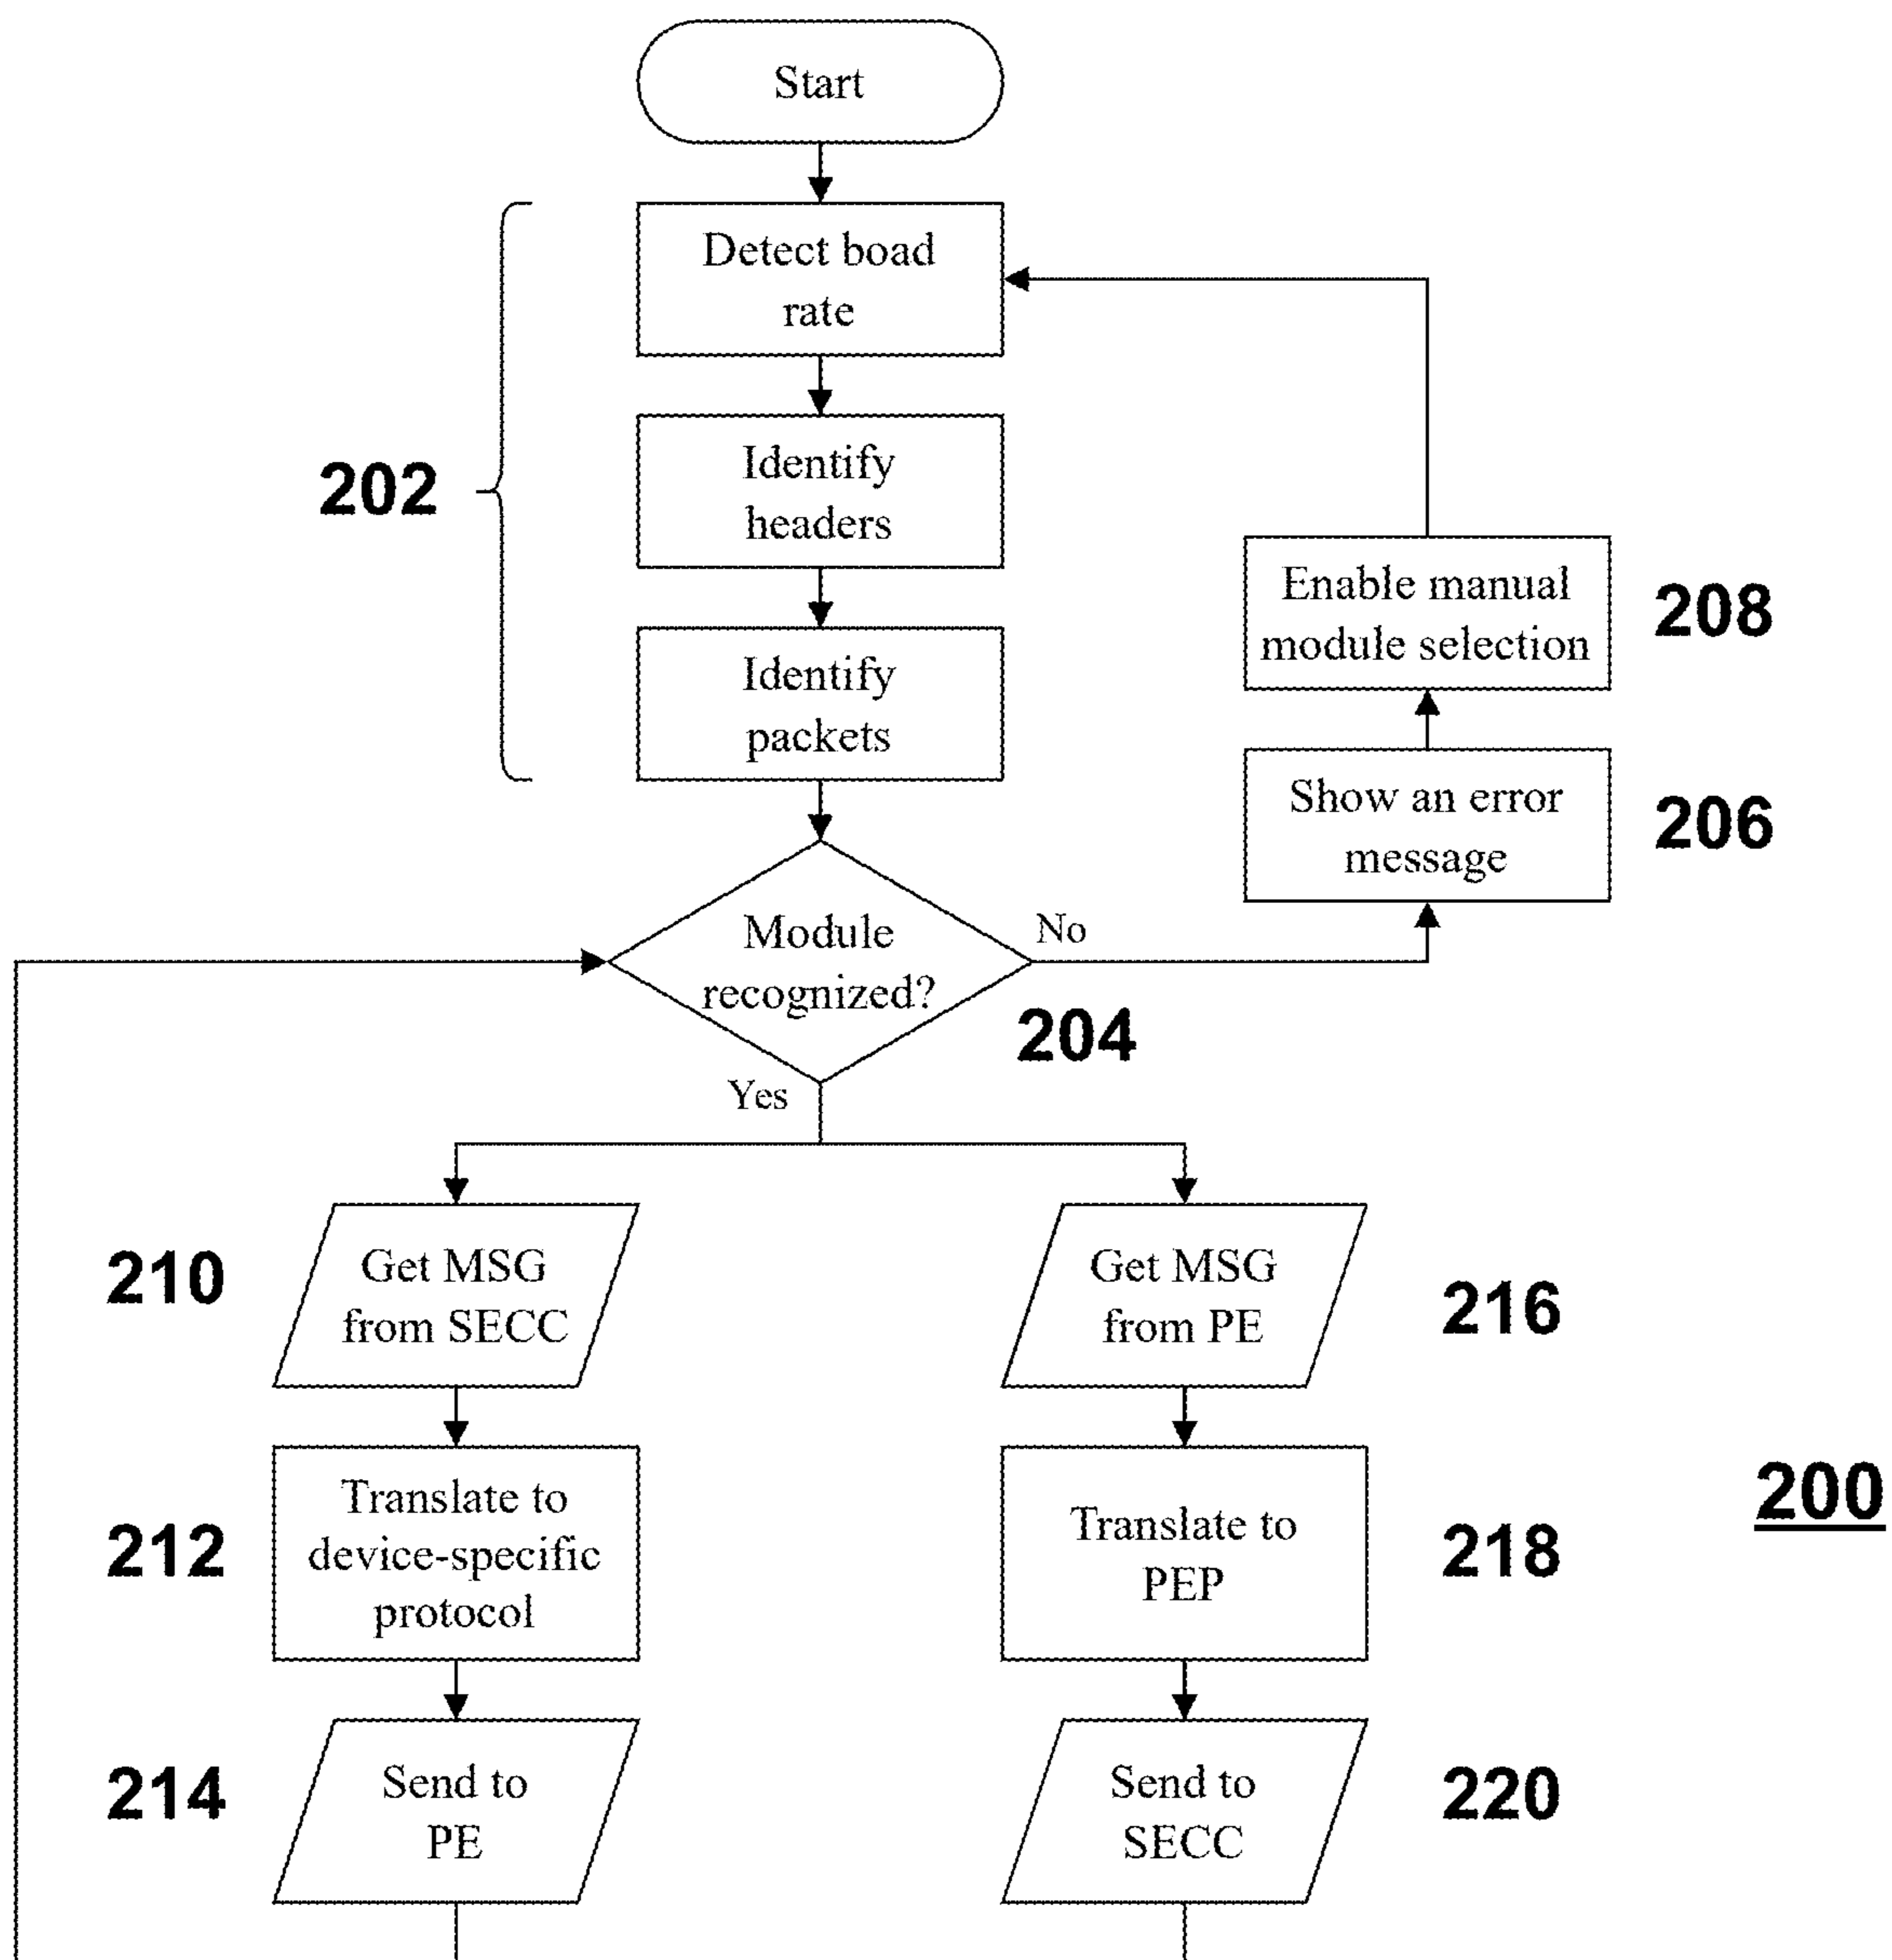 Start
Detect boad
rate
202
Identify
headers
Identify
packets
Enable manual
module selection
208
Show an error
message
206
Module
recognized?
No
204
Yes
210
Get MSG
from SECC
Get MSG
from PE
216
212
Translate to
device-specific
protocol
Translate to
PEP
218
200
214
Send to
PE
Send to
SECC
220